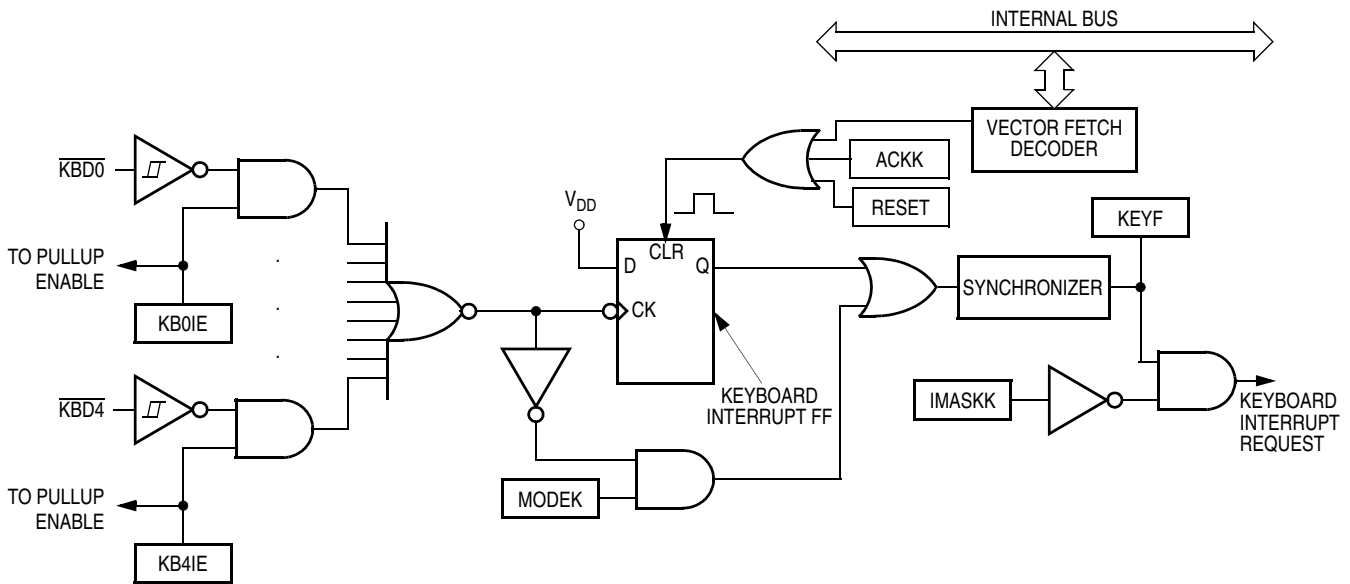 INTERNAL BUS
VECTOR FETCH
DECODER
ACKK
RESET
KBD0
VDD
KEYF
CLR
D
Q
TO PULLUP
ENABLE
SYNCHRONIZER
CK
KB0IE
.
.
.
KBD4
KEYBOARD
INTERRUPT FF
IMASKK
KEYBOARD
INTERRUPT
REQUEST
MODEK
TO PULLUP
ENABLE
KB4IE